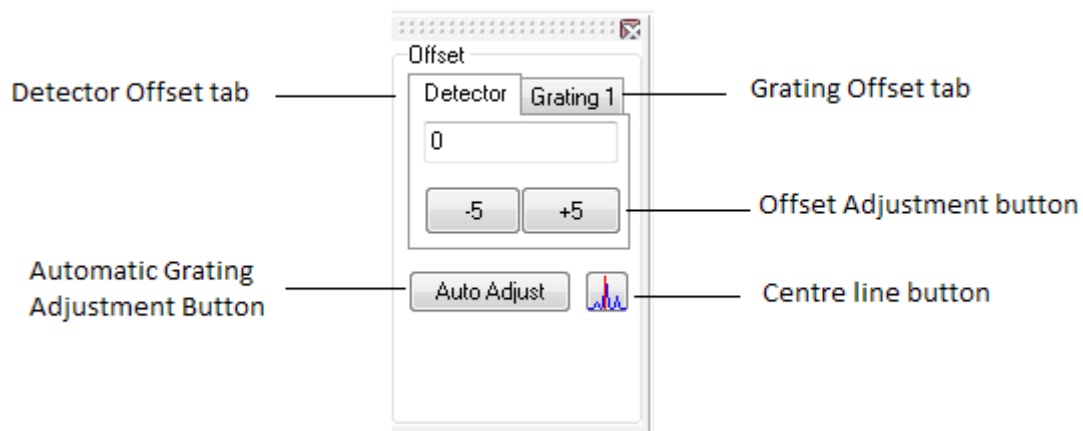 Offset
Detector Offset tab
Detector
Grating 1
Grating Offset tab
0
-5
+5
Offset Adjustment button
Automatic Grating
Adjustment Button
Auto Adjust
Centre line button